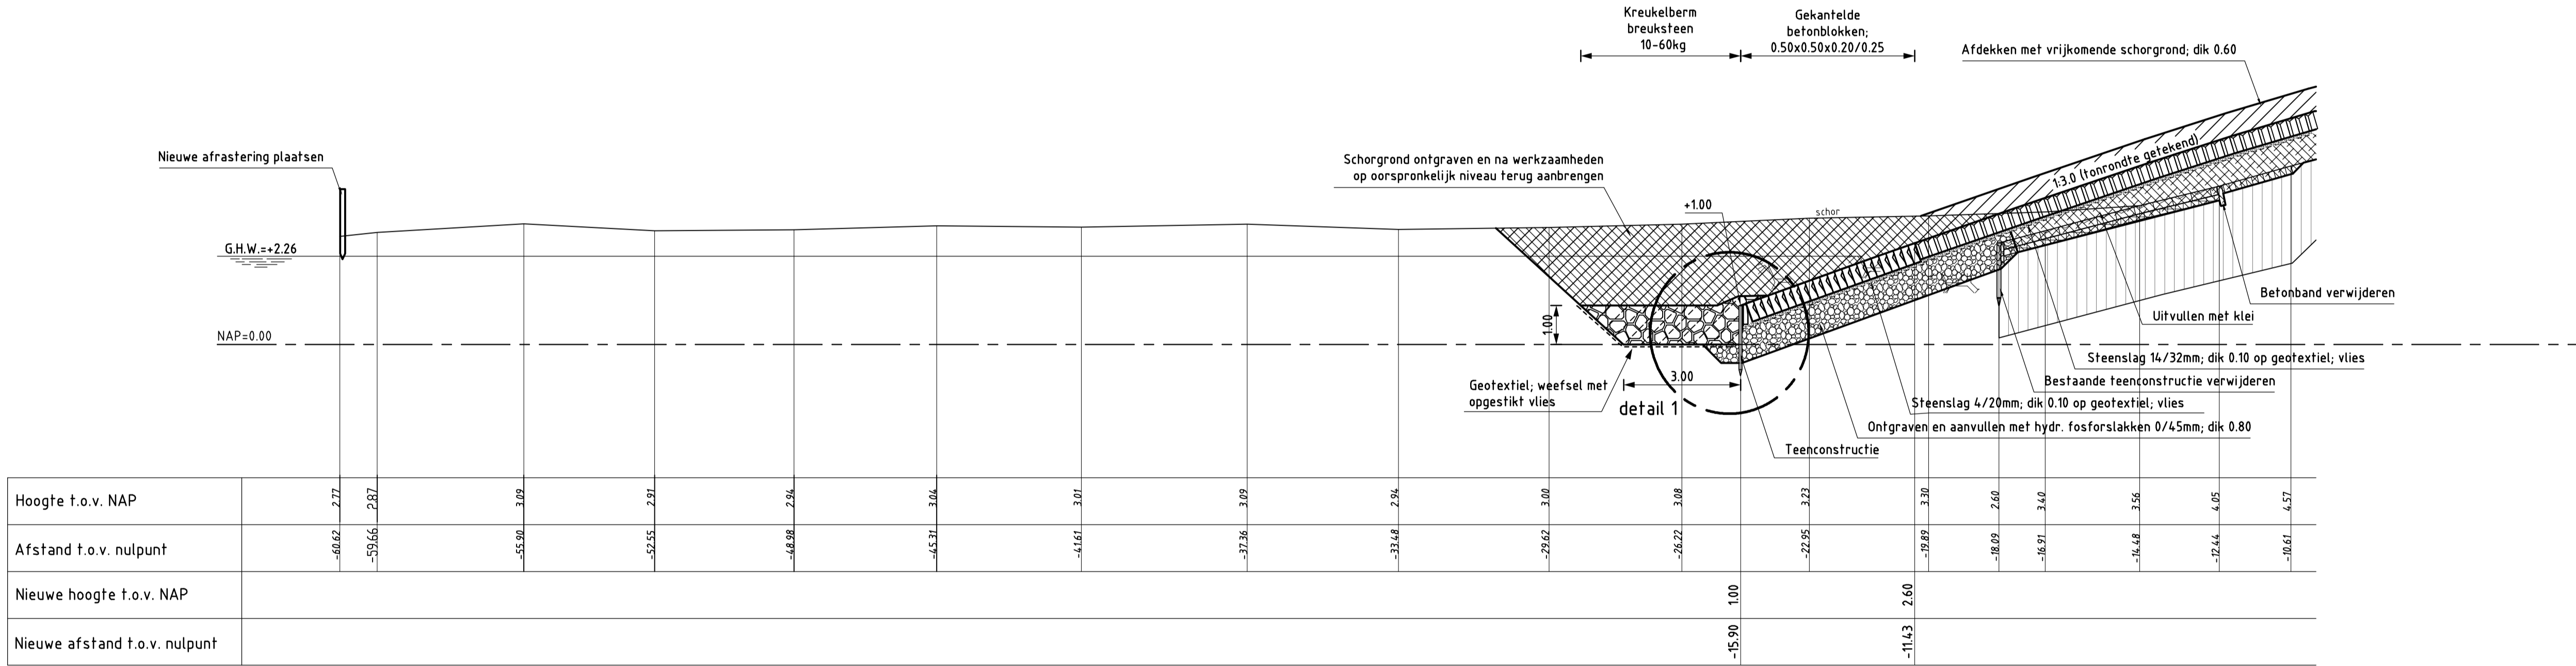 Kreukelberm
breuksteen
10-60kg
Gekantelde
betonblokken;
0.50x0.50x0.20/0.25
Afdekken met vrijkomende schorgrond; dik 0.60
Nieuwe afrastering plaatsen
Schorgrond ontgraven en na werkzaamheden
op oorspronkelijk niveau terug aanbrengen
1:3.0 (tonrondte getekend)
+1.00
schor
G.H.W.=+2.26
NAP=0.00
1.00
3.00
Geotextiel; weefsel met
opgestikt vlies
detail 1
Betonband verwijderen
Uitvullen met klei
Steenslag 14/32mm; dik 0.10 op geotextiel; vlies
Bestaande teenconstructie verwijderen
Steenslag 4/20mm; dik 0.10 op geotextiel; vlies
Ontgraven en aanvullen met hydr. fosforslakken 0/45mm; dik 0.80
Teenconstructie
Hoogte t.o.v. NAP 2.77 2.87 3.09 2.91 2.94 3.04 3.01 3.09 2.94 3.00 3.08 3.23 3.30 2.60 3.40 3.56 4.05 4.57
Afstand t.o.v. nulpunt -60.62 -59.66 -55.90 -52.55 -48.98 -45.31 -41.61 -37.36 -33.48 -29.62 -26.22 -22.95 -19.89 -18.09 -16.91 -14.48 -12.44 -10.61
Nieuwe hoogte t.o.v. NAP 1.00 2.60
Nieuwe afstand t.o.v. nulpunt -15.90 -11.43